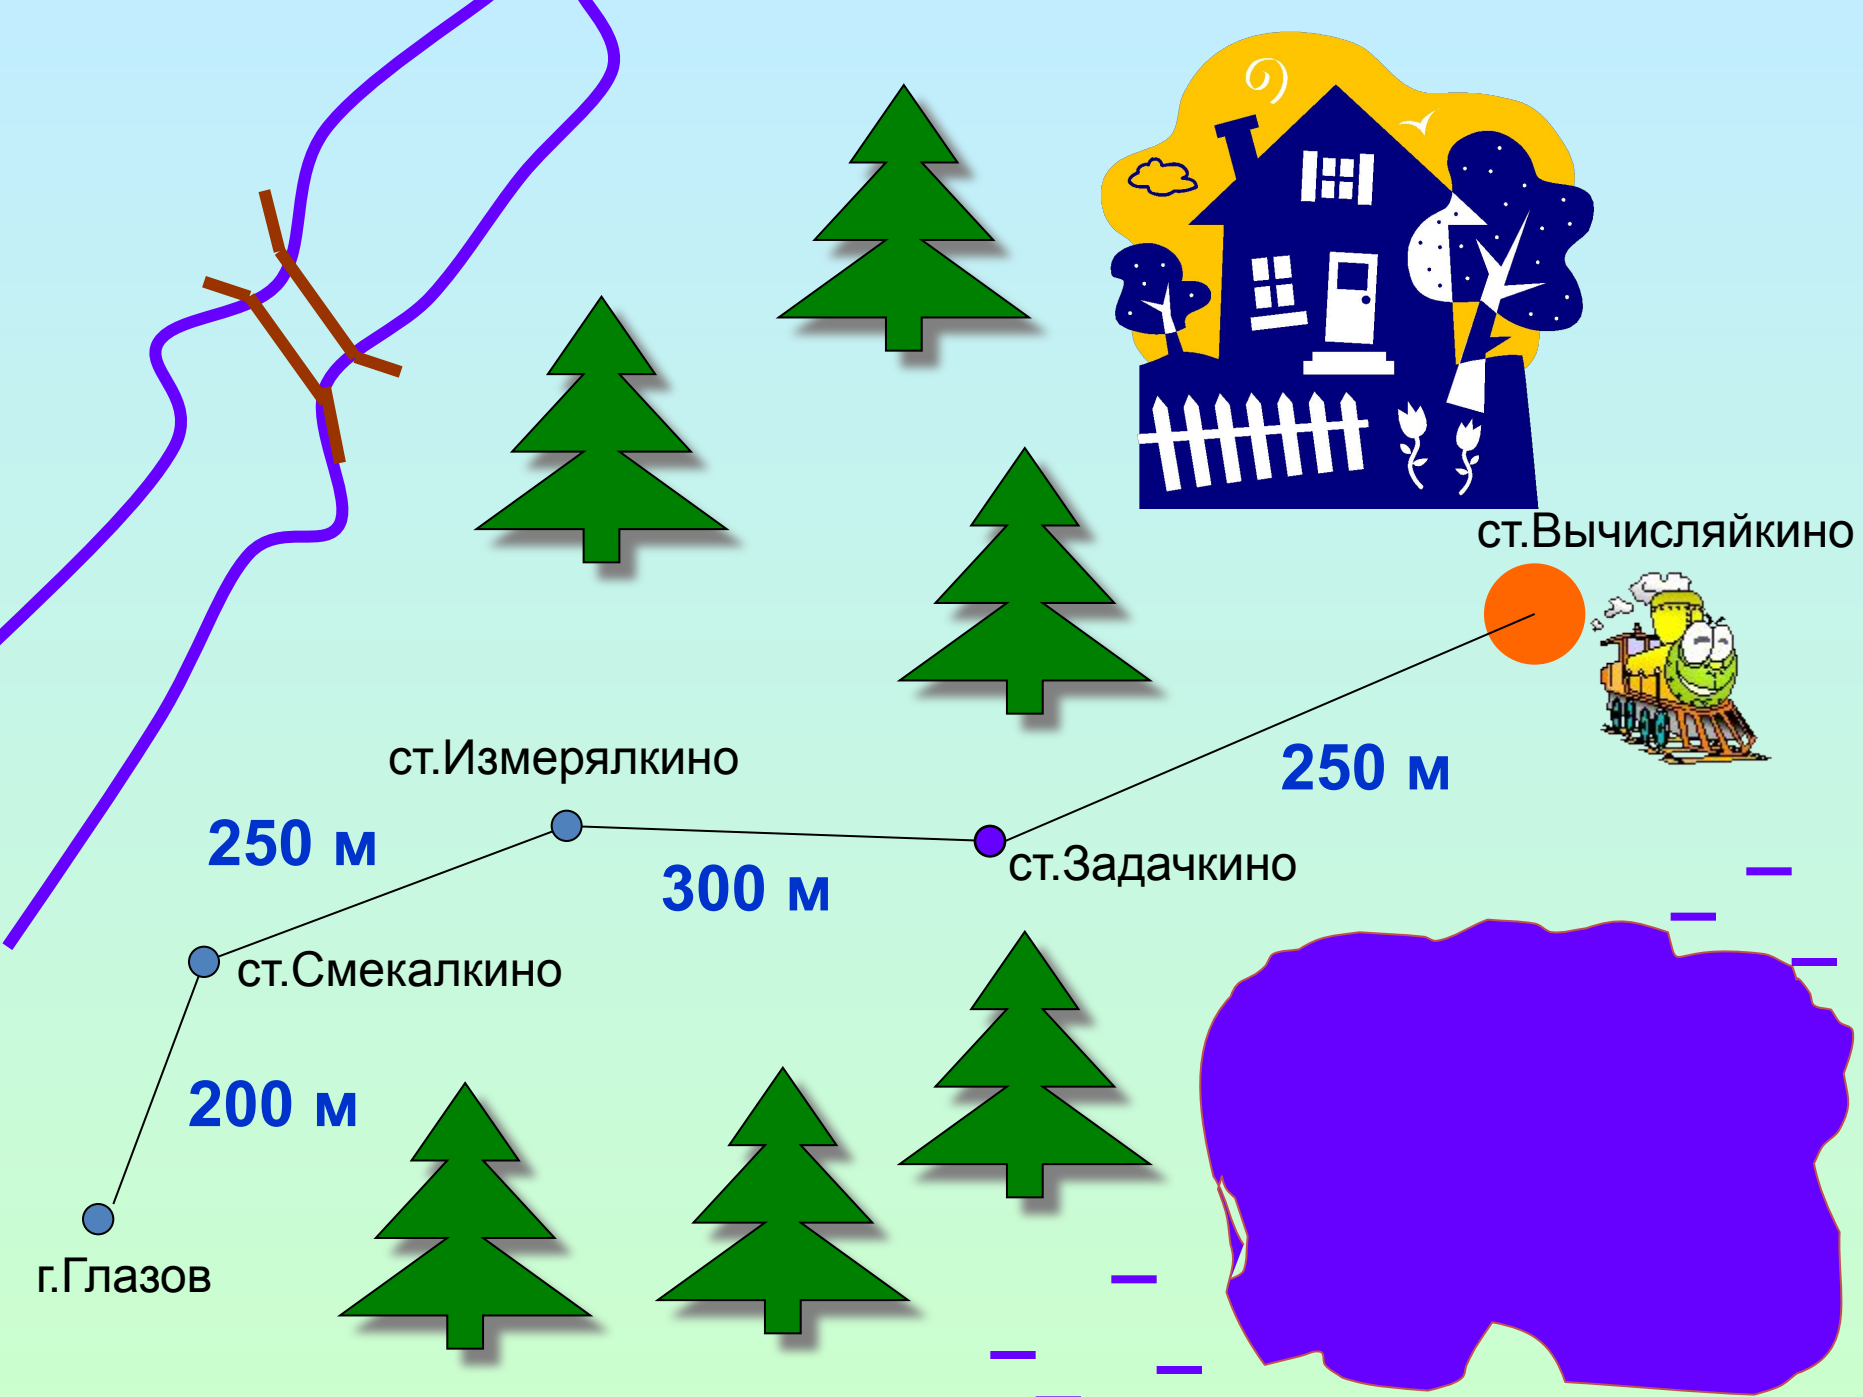 ст.Вычисляйкино
250 м
ст.Измерялкино
250 м
300 м
ст.Задачкино
ст.Смекалкино
200 м
г.Глазов